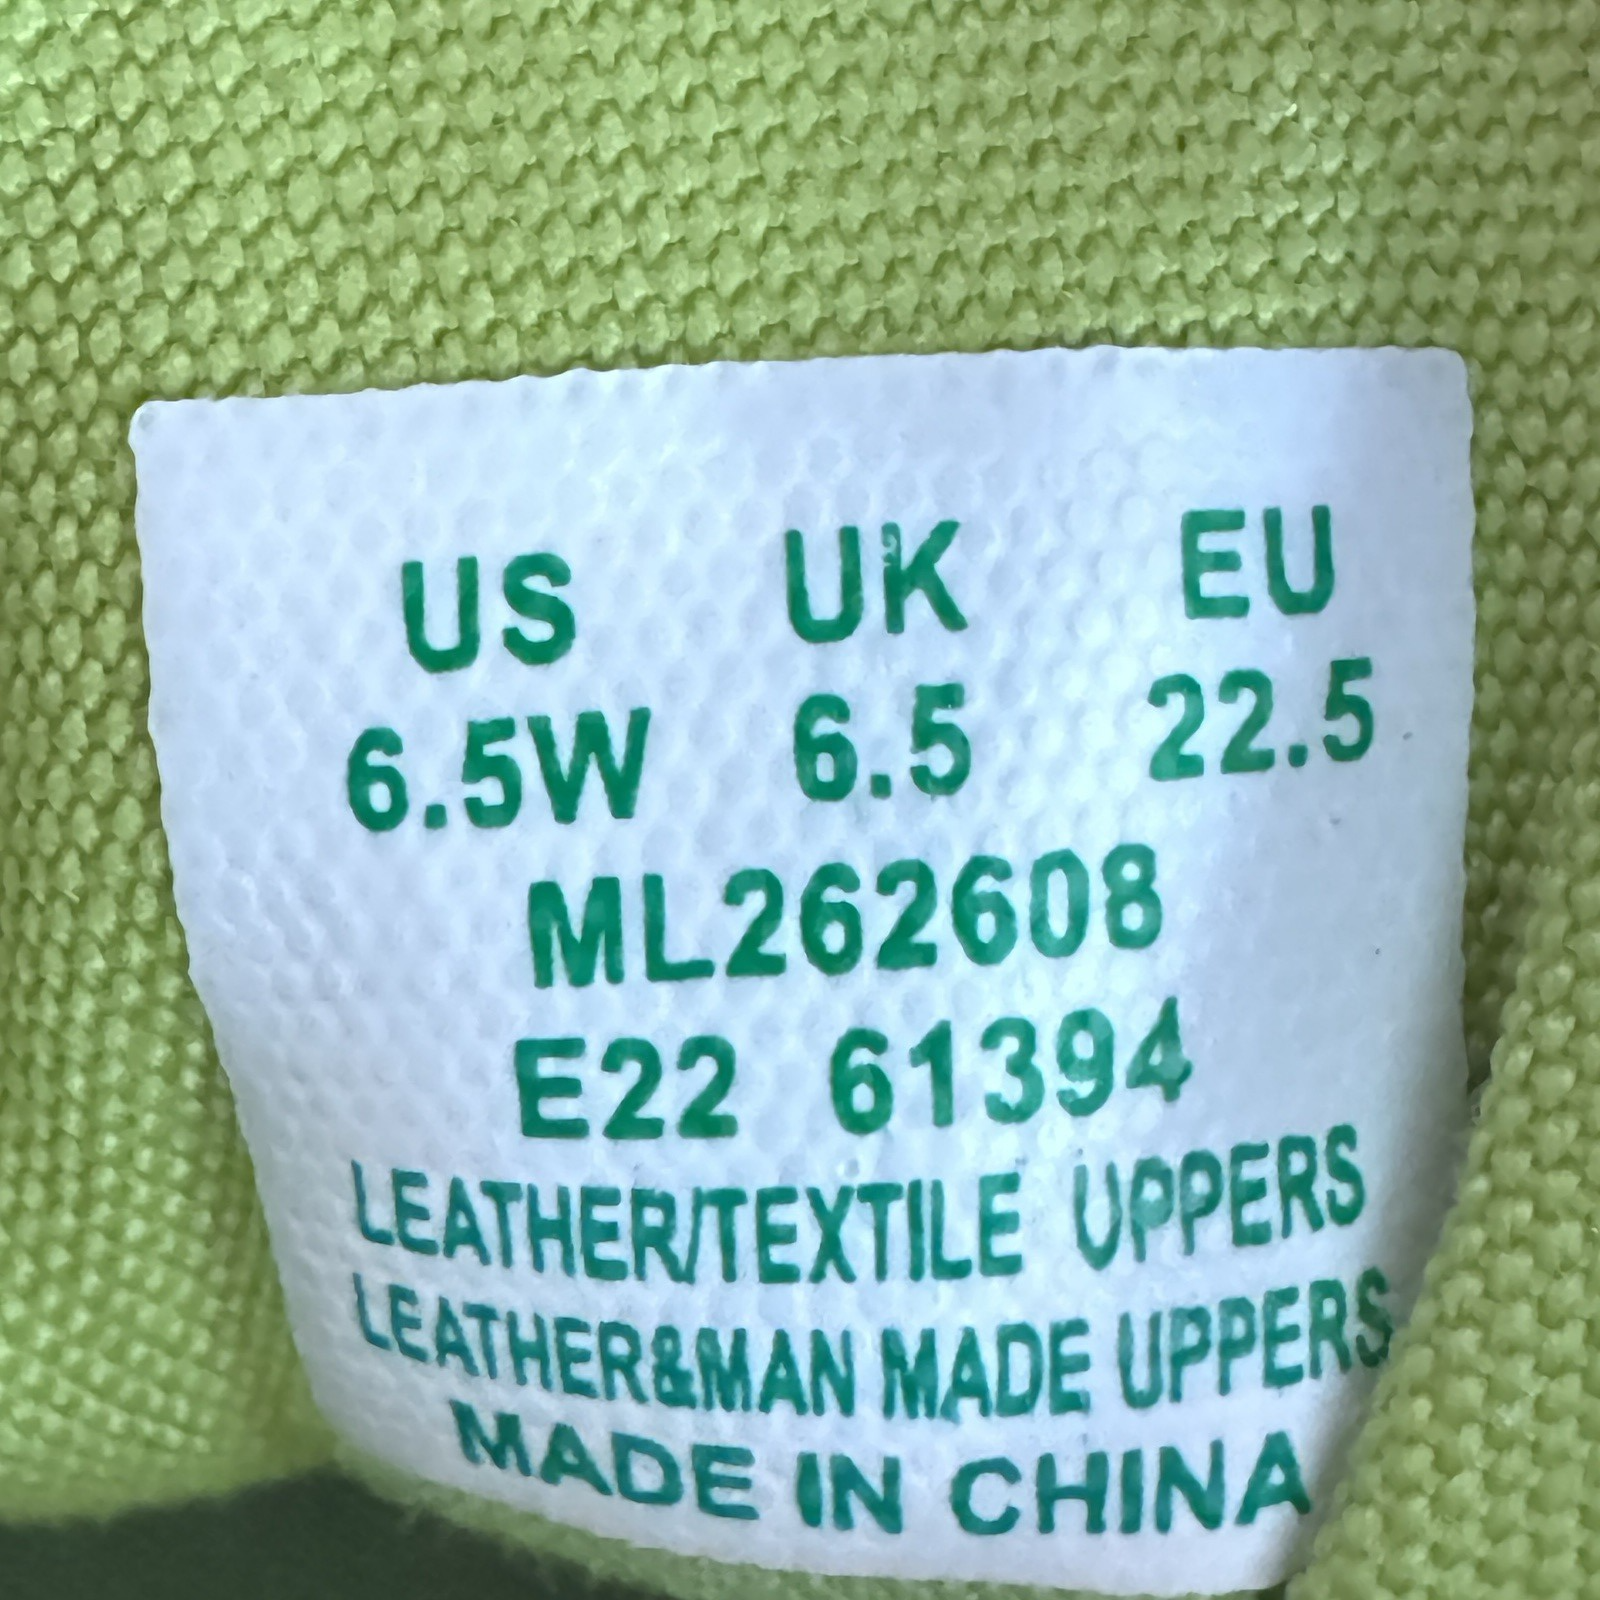 US UK EU
6.5W 6.5 22.5
ML262608
E22 61394
LEATHER/TEXTILE UPPERS
LEATHER&MAN MADE UPPERS
MADE IN CHINA